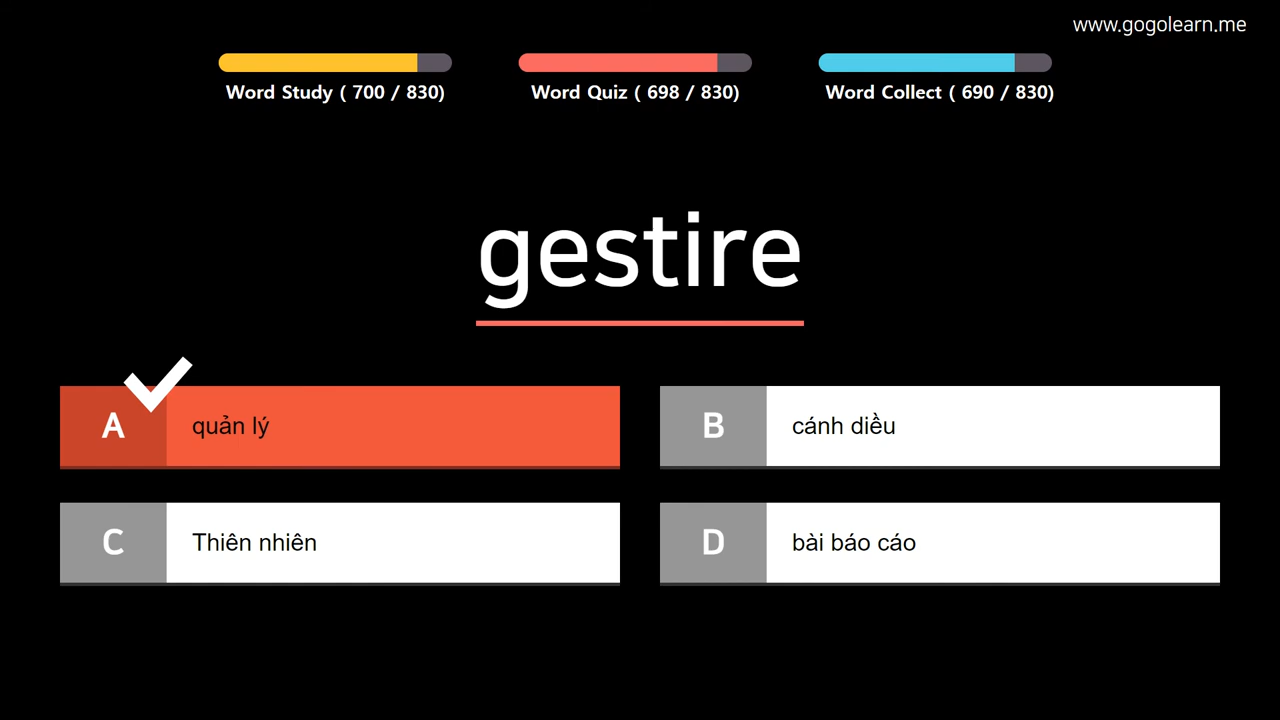 www.gogolearn.me
Word Study ( 700 / 830)
Word Quiz ( 698 / 830)
Word Collect ( 690 / 830)
gestire
A quản lý
B cánh diều
C Thiên nhiên
D bài báo cáo